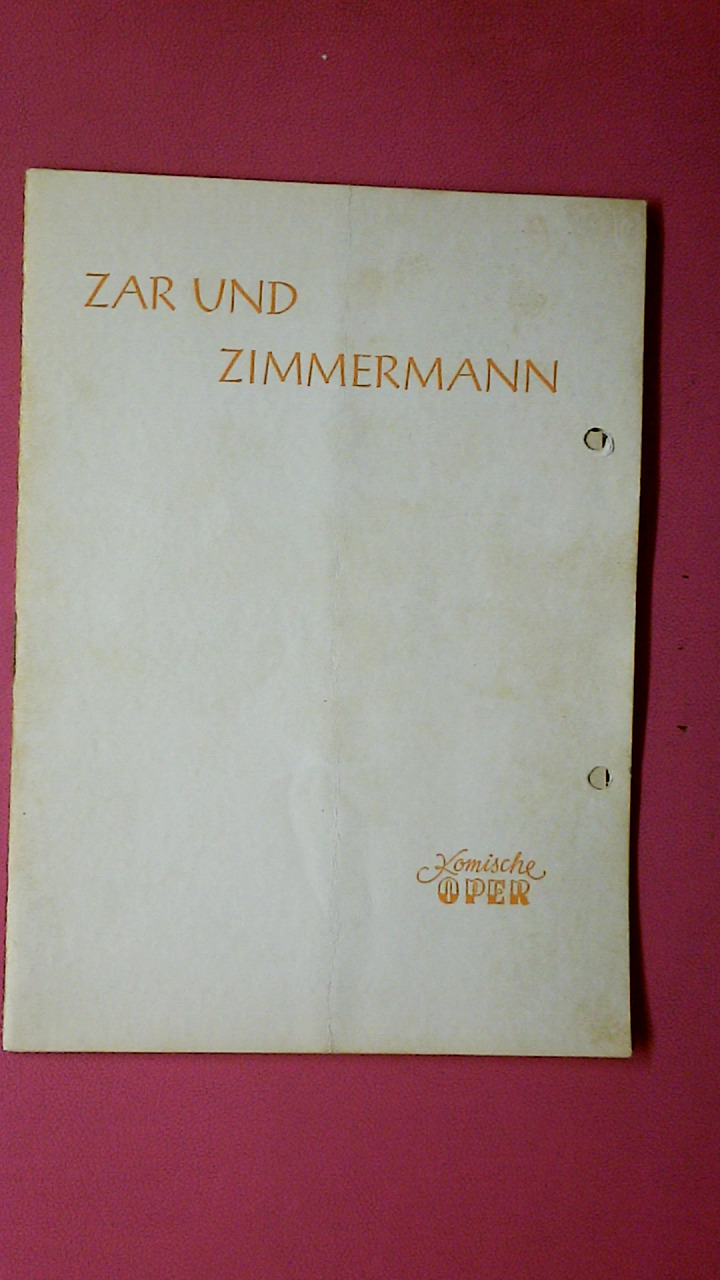 ZAR UND
ZIMMERMANN
Komische
OPER